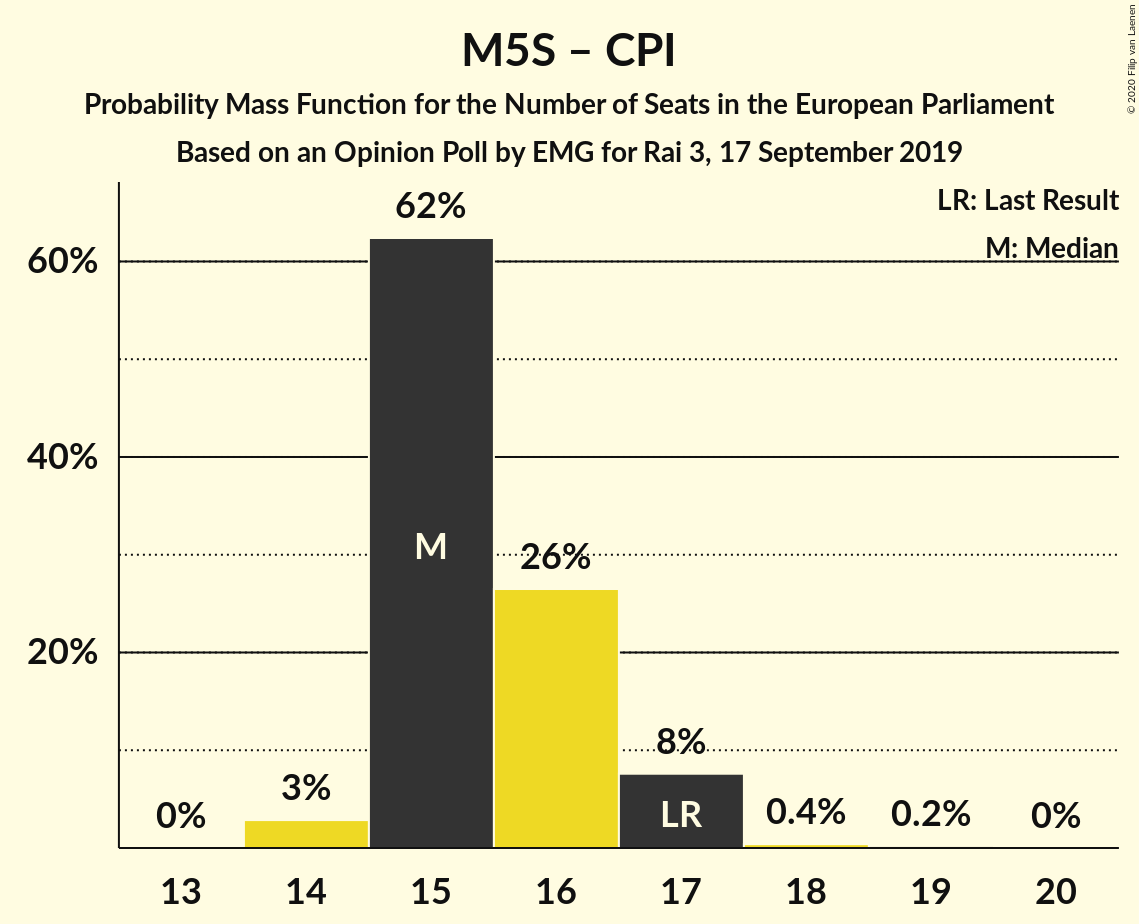 M5S – CPI
Probability Mass Function for the Number of Seats in the European Parliament
Based on an Opinion Poll by EMG for Rai 3, 17 September 2019
© 2020 Filip van Laenen
LR: Last Result
M: Median
60%
40%
20%
0%
3%
62%
M
26%
8%
LR
0.4%
0.2%
0%
13 14 15 16 17 18 19 20